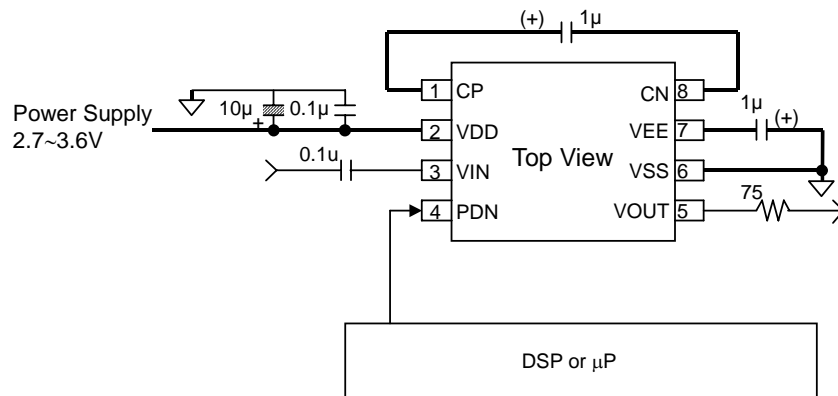 (+) 1μ
1 CP CN 8
10μ 0.1μ
+
Power Supply
2.7~3.6V
2 VDD VEE 7
1μ (+)
0.1u
3 VIN Top View VSS 6
4 PDN VOUT 5
75
DSP or μP